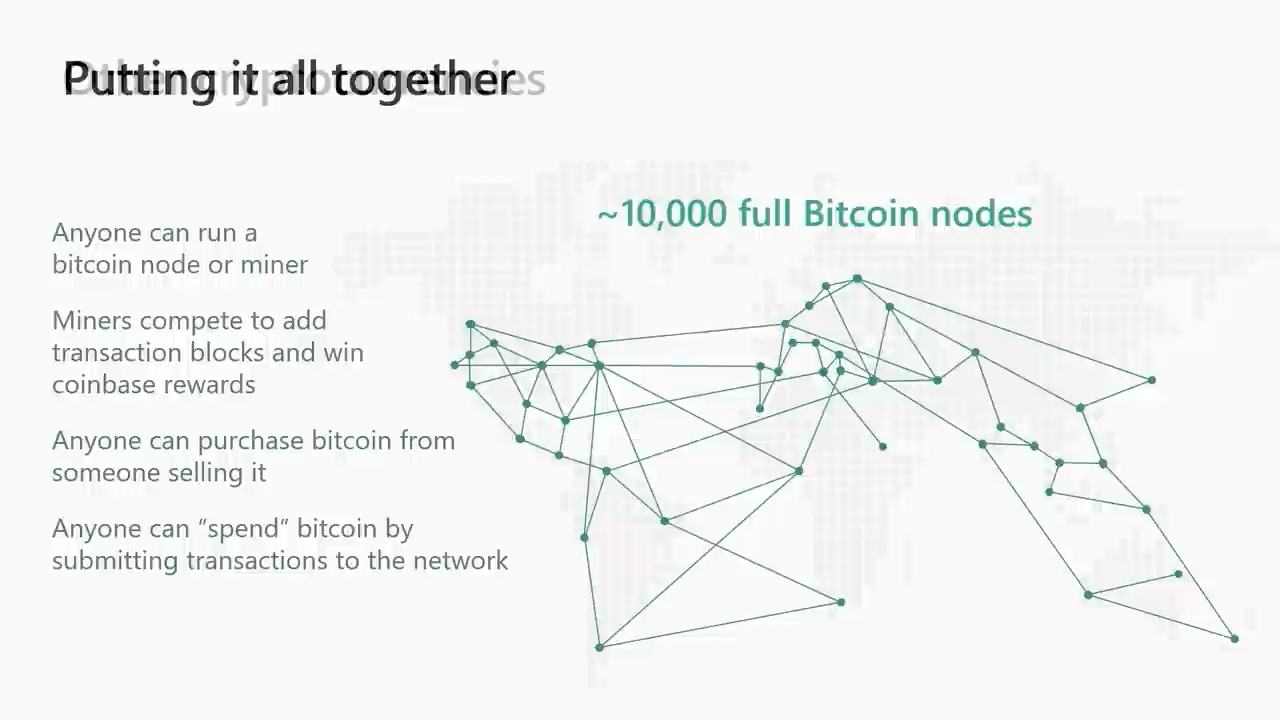 Putting it all together
Other cryptocurrencies
~10,000 full Bitcoin nodes
Anyone can run a
bitcoin node or miner
Miners compete to add
transaction blocks and win
coinbase rewards
Anyone can purchase bitcoin from
someone selling it
Anyone can “spend” bitcoin by
submitting transactions to the network